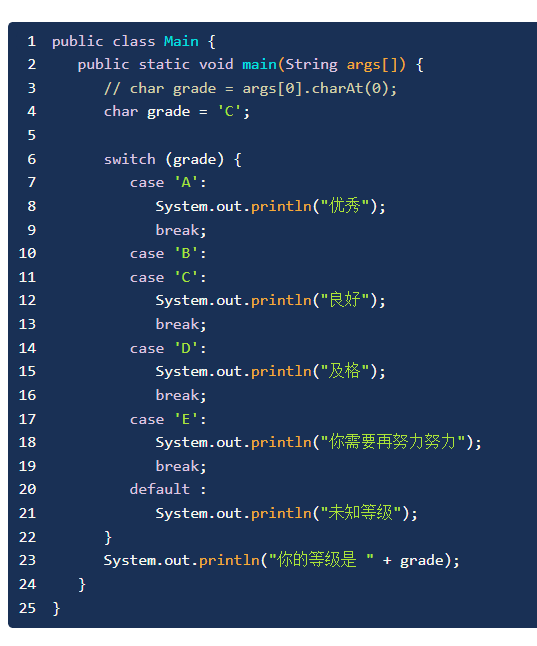 1 public class Main {
2    public static void main(String args[]) {
3       // char grade = args[0].charAt(0);
4       char grade = 'C';
5
6       switch (grade) {
7          case 'A':
8             System.out.println("优秀");
9             break;
10          case 'B':
11          case 'C':
12             System.out.println("良好");
13             break;
14          case 'D':
15             System.out.println("及格");
16             break;
17          case 'E':
18             System.out.println("你需要再努力努力");
19             break;
20          default :
21             System.out.println("未知等级");
22       }
23       System.out.println("你的等级是 " + grade);
24    }
25 }